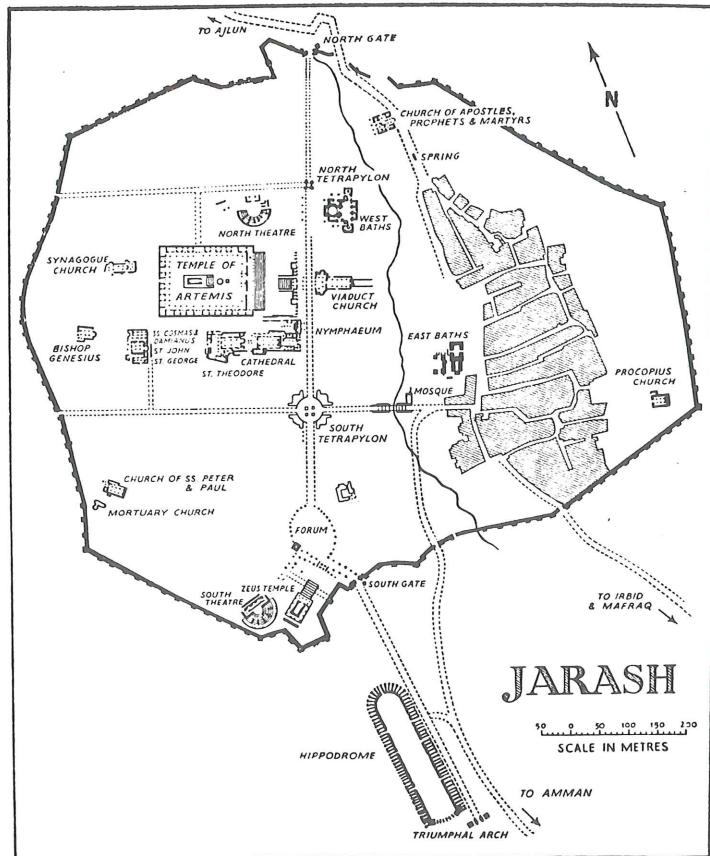 TO AJLUN
NORTH GATE
N
CHURCH OF APOSTLES,
PROPHETS & MARTYRS
SPRING
NORTH
TETRAPYLON
WEST
BATHS
NORTH THEATRE
SYNAGOGUE
CHURCH
TEMPLE OF
ARTEMIS
VIADUCT
CHURCH
NYMPHAEUM
BISHOP
GENESIUS
SS. COSMAS &
DAMIANUS
ST JOHN
ST. GEORGE
CATHEDRAL
ST. THEODORE
EAST BATHS
MOSQUE
PROCOPIUS
CHURCH
SOUTH
TETRAPYLON
CHURCH OF SS. PETER
& PAUL
MORTUARY CHURCH
FORUM
ZEUS TEMPLE
SOUTH
THEATRE
SOUTH GATE
TO IRBID
& MAFRAQ
JARASH
50 0 50 100 150 200
SCALE IN METRES
HIPPODROME
TO AMMAN
TRIUMPHAL ARCH